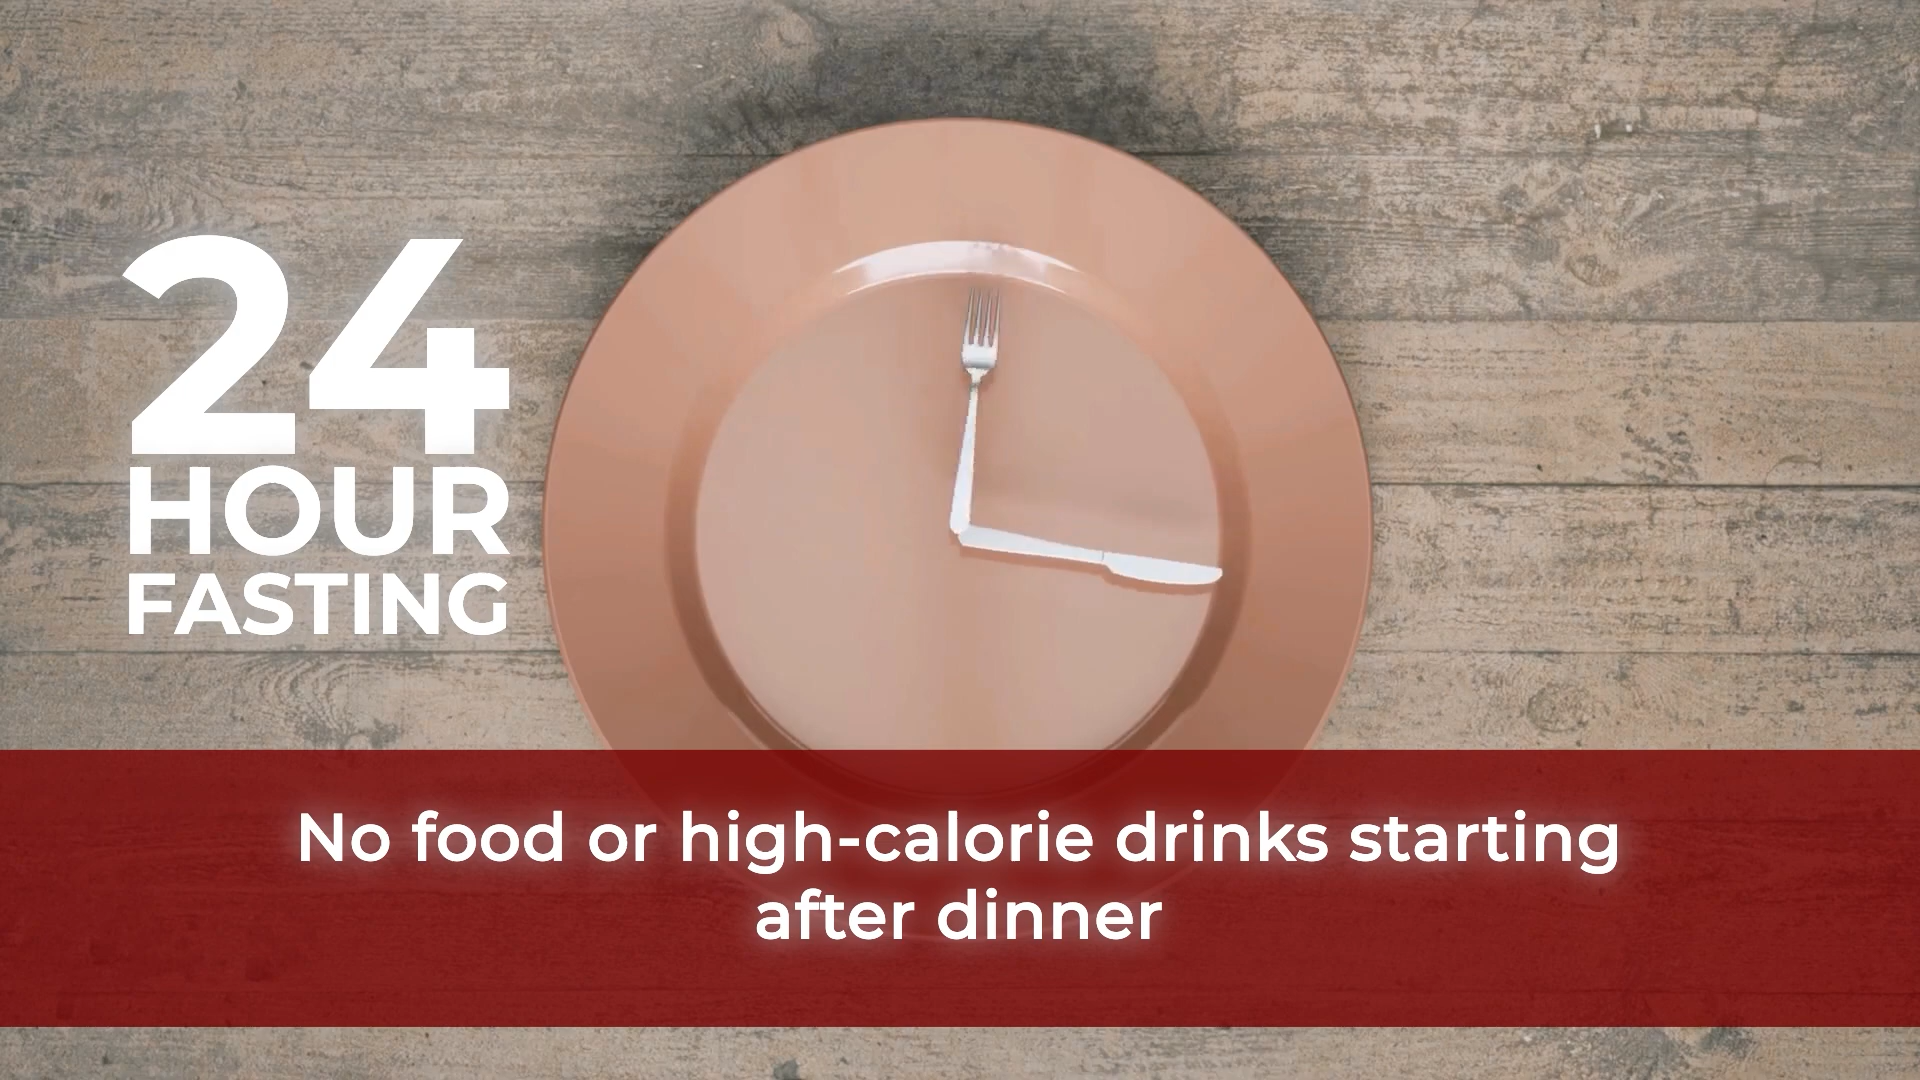 24
HOUR
FASTING
No food or high-calorie drinks starting
after dinner